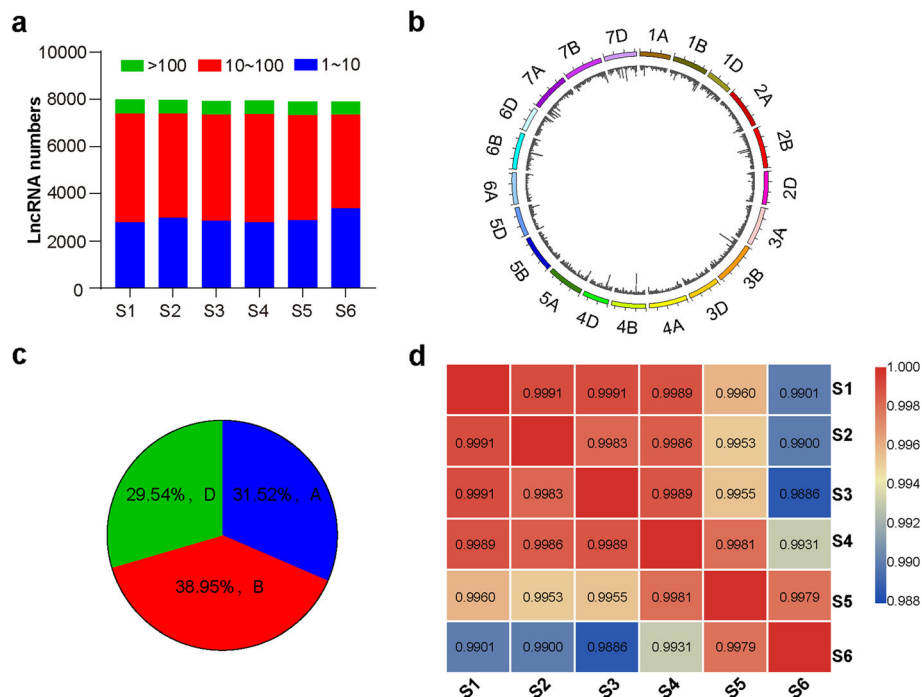 a
10000
8000
6000
4000
2000
0
LncRNA numbers
>100 10~100 1~10
S1 S2 S3 S4 S5 S6
b
1A
1B
1D
2A
2B
2D
3A
3B
3D
4A
4B
4D
5A
5B
5D
6A
6B
6D
7A
7B
7D
c
29.54%, D
31.52%, A
38.95%, B
d
0.9991 0.9991 0.9989 0.9960 0.9901 S1
0.9991 0.9983 0.9986 0.9953 0.9900 S2
0.9991 0.9983 0.9989 0.9955 0.9886 S3
0.9989 0.9986 0.9989 0.9981 0.9931 S4
0.9960 0.9953 0.9955 0.9981 0.9979 S5
0.9901 0.9900 0.9886 0.9931 0.9979 S6
S1 S2 S3 S4 S5 S6
1.000
0.998
0.996
0.994
0.992
0.990
0.988